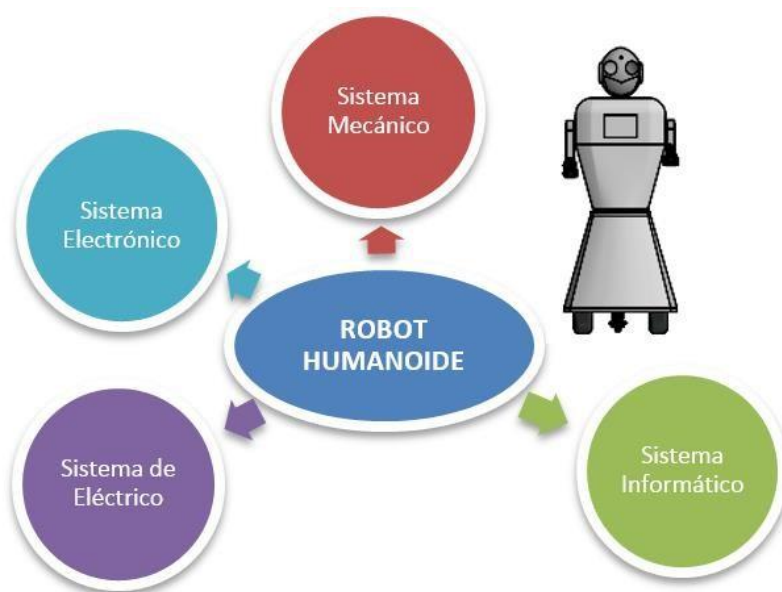 Sistema
Mecánico
Sistema
Electrónico
ROBOT
HUMANOIDE
Sistema de
Eléctrico
Sistema
Informático